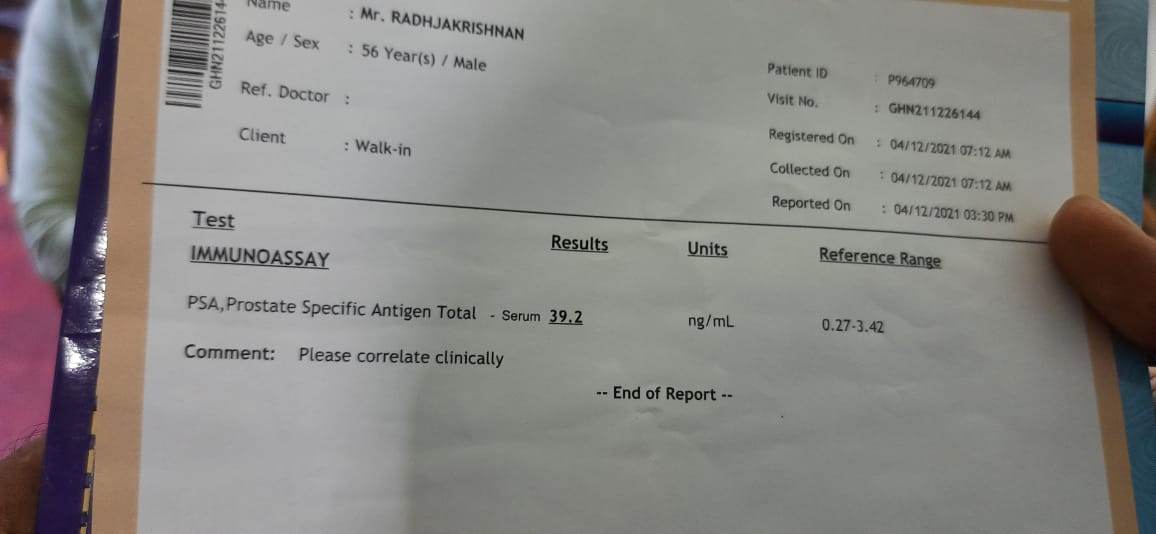 Name : Mr. RADHJAKRISHNAN
Age / Sex : 56 Year(s) / Male
Ref. Doctor :
Client : Walk-in
GHN211226144
Patient ID : P964709
Visit No. : GHN211226144
Registered On : 04/12/2021 07:12 AM
Collected On : 04/12/2021 07:12 AM
Reported On : 04/12/2021 03:30 PM
Test Results Units Reference Range
IMMUNOASSAY
PSA,Prostate Specific Antigen Total - Serum 39.2 ng/mL 0.27-3.42
Comment: Please correlate clinically
-- End of Report --